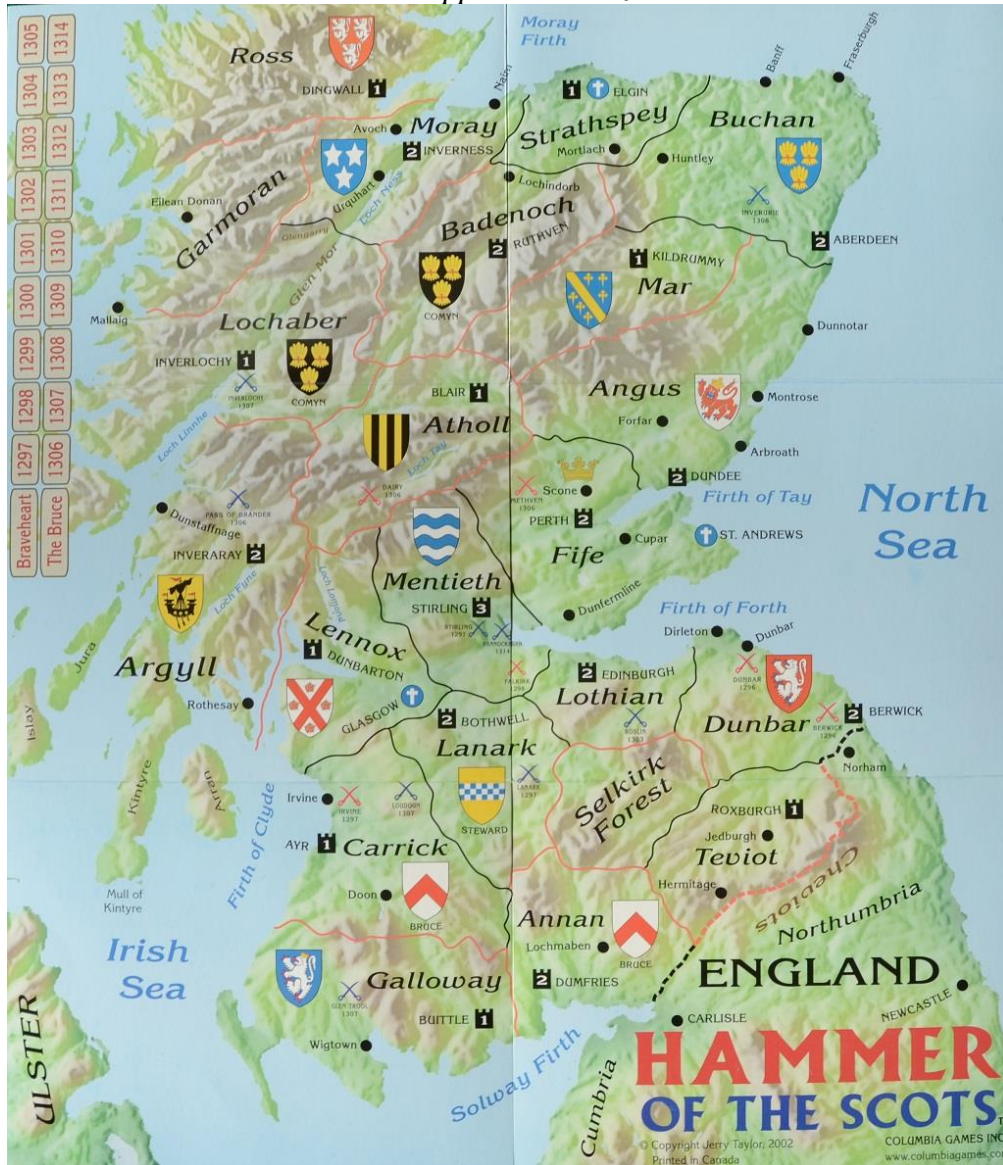 1305
1314
1304
1313
1303
1312
1302
1311
1301
1310
1300
1309
1299
1308
1298
1307
1297
1306
Braveheart
The Bruce
Ross
DINGWALL 1
Moray
Firth
Nairn
Banff
Fraserburgh
1 ELGIN
Avoch
Moray
Strathspey
Mortlach
Buchan
2 INVERNESS
Huntley
Urquhart
Loch Ness
Lochindorb
Eilean Donan
Garmoran
Glengarry
Badenoch
2 RUTHVEN
INVERURIE
1306
2 ABERDEEN
1 KILDRUMMY
Mar
Glen Mor
COMYN
Mallaig
Lochaber
Dunnotar
INVERLOCHY 1
INVERLOCHY
1307
COMYN
BLAIR 1
Angus
Montrose
Forfar
Atholl
Loch Linnhe
Loch Tay
Arbroath
2 DUNDEE
Firth of Tay
North
Sea
DAIRY
1306
METHVEN
1306
Scone
PERTH 2
PASS OF BRANDER
1306
Dunstaffnage
Cupar
ST. ANDREWS
Fife
INVERARAY 2
Loch Fyne
Loch Lomond
Mentieth
STIRLING 3
STIRLING
1297
BANNOCKBURN
1314
Dunfermline
Firth of Forth
Dirleton
Dunbar
Lennox
1 DUNBARTON
Argyll
Jura
Islay
Rothesay
GLASGOW
FALKIRK
1298
2 EDINBURGH
Lothian
DUNBAR
1296
Dunbar
BERWICK
1296
2 BERWICK
Norham
2 BOTHWELL
Lanark
ROSLIN
1303
LANARK
1297
STEWARD
Selkirk
Forest
Kintyre
Arran
Firth of Clyde
Irvine
IRVINE
1297
LOUDOON
1307
AYR 1 Carrick
ROXBURGH 1
Jedburgh
Teviot
Hermitage
Cheviots
Northumbria
Mull of
Kintyre
Doon
BRUCE
Annan
Lochmaben
BRUCE
Irish
Sea
Galloway
GLEN TROOL
1307
2 DUMFRIES
BUITTLE 1
Wigtown
ENGLAND
NEWCASTLE
CARLISLE
ULSTER
Solway Firth
Cumbria
HAMMER
OF THE SCOTS
© Copyright Jerry Taylor, 2002
Printed in Canada
COLUMBIA GAMES INC
www.columbiagames.co